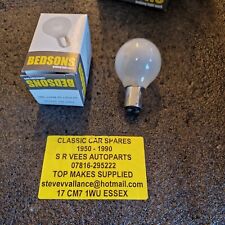 BEDSONS
BEDSONS
CLASSIC CAR SPARES
1950 - 1990
S R VEES AUTOPARTS
07816-295222
TOP MAKES SUPPLIED
stevevvallance@hotmail.com
17 CM7 1WU ESSEX